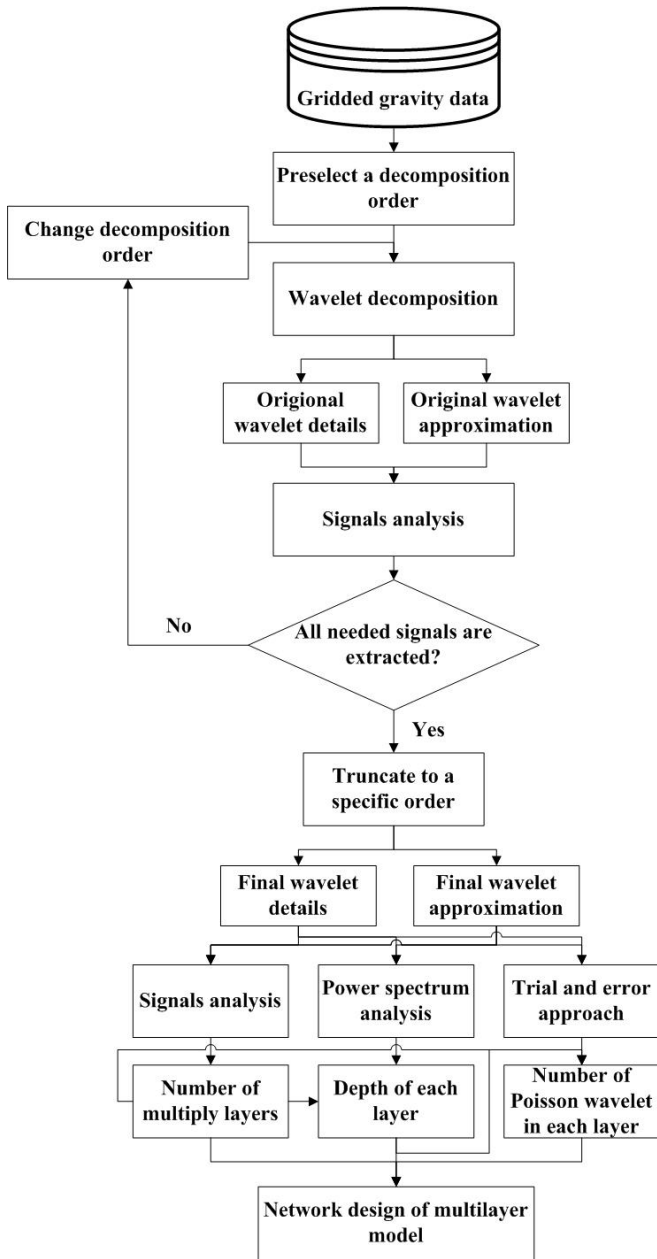 Gridded gravity data
Preselect a decomposition
order
Change decomposition
order
Wavelet decomposition
Origional
wavelet details
Original wavelet
approximation
Signals analysis
No
All needed signals are
extracted?
Yes
Truncate to a
specific order
Final wavelet
details
Final wavelet
approximation
Signals analysis
Power spectrum
analysis
Trial and error
approach
Number of
multiply layers
Depth of each
layer
Number of
Poisson wavelet
in each layer
Network design of multilayer
model